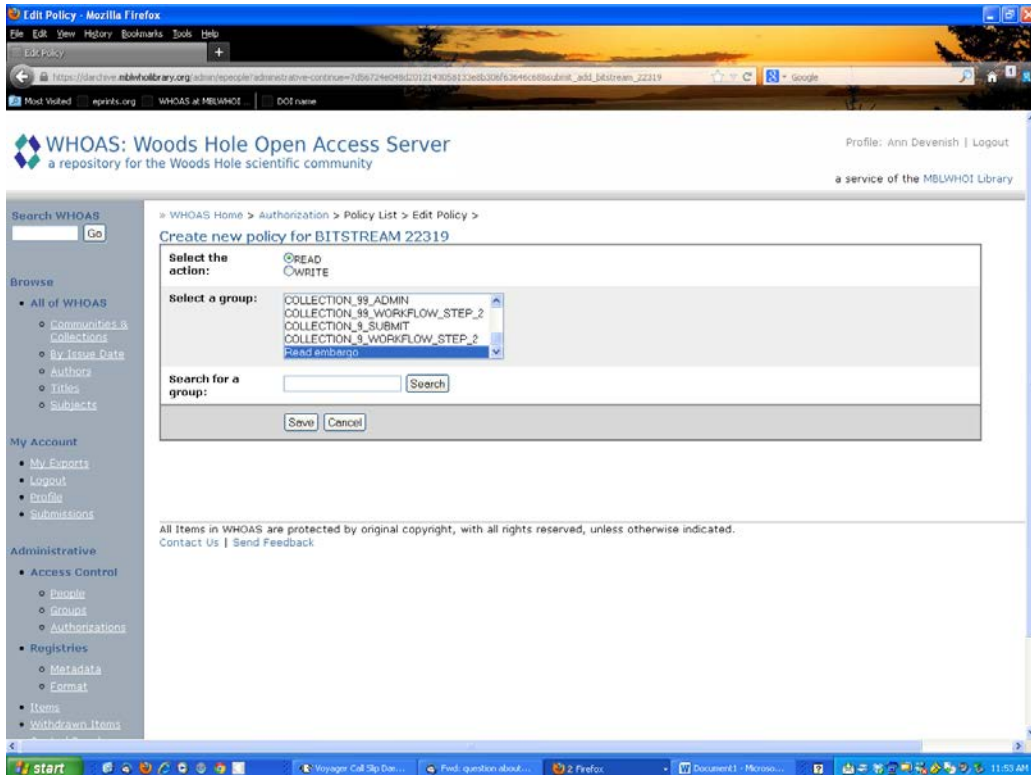 Edit Policy - Mozilla Firefox
File Edit View History Bookmarks Tools Help
Edit Policy
+
Google
Most Visited eprints.org WHOAS at MBLWHOI ... DOI name
WHOAS: Woods Hole Open Access Server
a repository for the Woods Hole scientific community
Profile: Ann Devenish | Logout
a service of the MBLWHOI Library
Search WHOAS
Go
Browse
All of WHOAS
Communities & Collections
By Issue Date
Authors
Titles
Subjects
My Account
My Exports
Logout
Profile
Submissions
Administrative
Access Control
People
Groups
Authorizations
Registries
Metadata
Format
Items
Withdrawn Items
» WHOAS Home > Authorization > Policy List > Edit Policy >
Create new policy for BITSTREAM 22319
Select the action:
READ
WRITE
Select a group:
COLLECTION_99_ADMIN
COLLECTION_99_WORKFLOW_STEP_2
COLLECTION_9_SUBMIT
COLLECTION_9_WORKFLOW_STEP_2
Read embargo
Search for a group:
Search
Save Cancel
All Items in WHOAS are protected by original copyright, with all rights reserved, unless otherwise indicated.
Contact Us | Send Feedback
start
Voyager Call Slip Dae...
Fwd: question about...
2 Firefox
Document1 - Microso...
11:53 AM